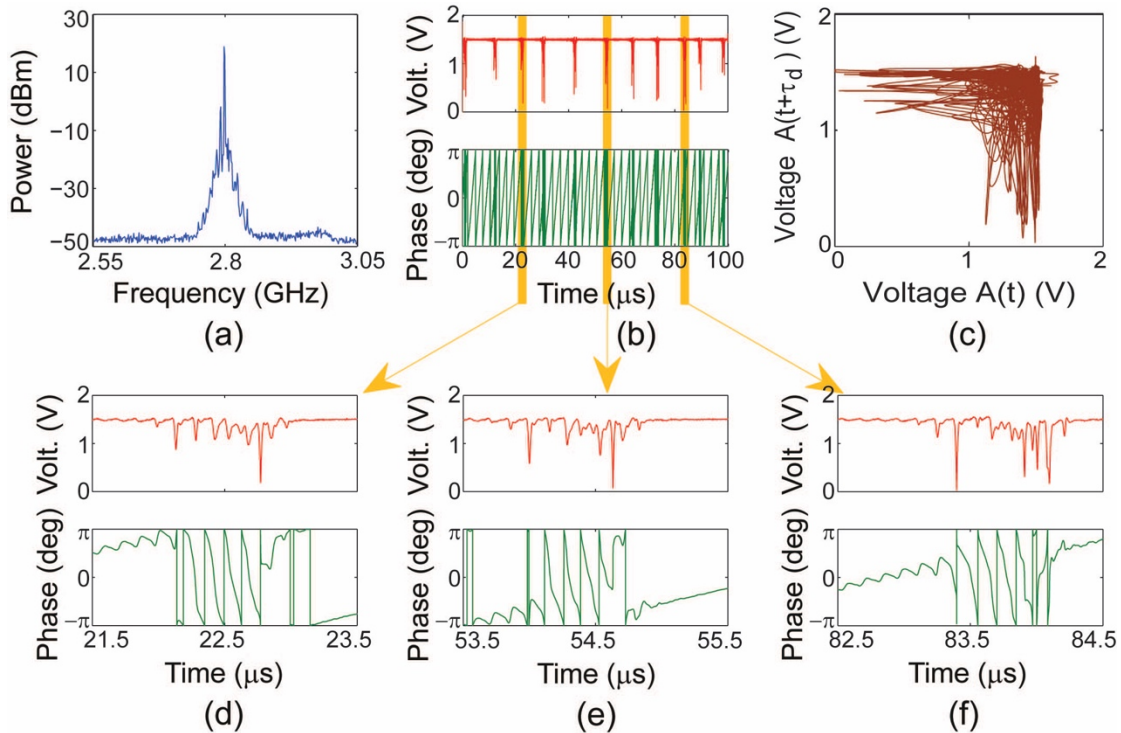 30
10
−10
−30
−50
Power (dBm)
2.55
2.8
3.05
Frequency (GHz)
(a)
2
1
0
Volt. (V)
π
0
−π
Phase (deg)
0
20
40
60
80
100
Time (μs)
(b)
2
1
0
Voltage A(t+τd) (V)
0
1
2
Voltage A(t) (V)
(c)
2
1
0
Volt. (V)
π
0
−π
Phase (deg)
21.5
22.5
23.5
Time (μs)
(d)
2
1
0
Volt. (V)
π
0
−π
Phase (deg)
53.5
54.5
55.5
Time (μs)
(e)
2
1
0
Volt. (V)
π
0
−π
Phase (deg)
82.5
83.5
84.5
Time (μs)
(f)